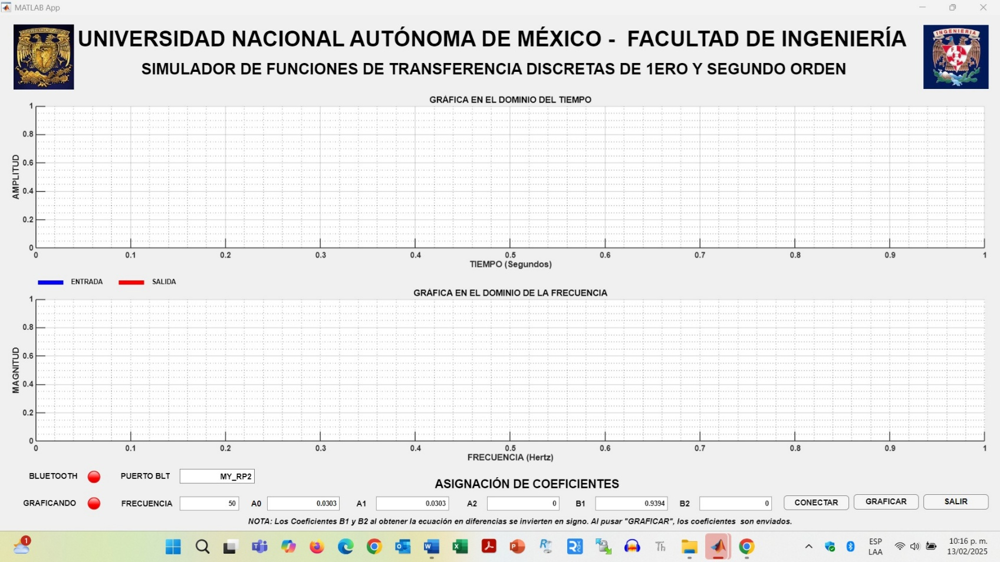 MATLAB App
UNIVERSIDAD NACIONAL AUTÓNOMA DE MÉXICO - FACULTAD DE INGENIERÍA
INGENIERIA
SIMULADOR DE FUNCIONES DE TRANSFERENCIA DISCRETAS DE 1ERO Y SEGUNDO ORDEN
GRÁFICA EN EL DOMINIO DEL TIEMPO
AMPLITUD
1
0.8
0.6
0.4
0.2
0
0 0.1 0.2 0.3 0.4 0.5 0.6 0.7 0.8 0.9 1
TIEMPO (Segundos)
ENTRADA SALIDA
GRÁFICA EN EL DOMINIO DE LA FRECUENCIA
MAGNITUD
1
0.8
0.6
0.4
0.2
0
0 0.1 0.2 0.3 0.4 0.5 0.6 0.7 0.8 0.9 1
FRECUENCIA (Hertz)
BLUETOOTH PUERTO BLT MY_RP2
ASIGNACIÓN DE COEFICIENTES
GRAFICANDO FRECUENCIA 50 A0 0.0303 A1 0.0303 A2 0 B1 0.9394 B2 0 CONECTAR GRAFICAR SALIR
NOTA: Los Coeficientes B1 y B2 al obtener la ecuación en diferencias se invierten en signo. Al pusar "GRAFICAR", los coeficientes son enviados.
1
Th
ESP
LAA
10:16 p. m.
13/02/2025